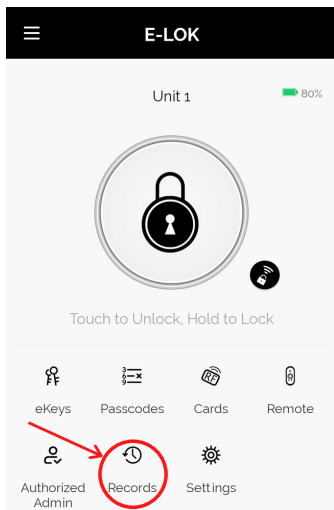 E-LOK
Unit 1
80%
Touch to Unlock, Hold to Lock
eKeys
Passcodes
Cards
Remote
Authorized
Admin
Records
Settings